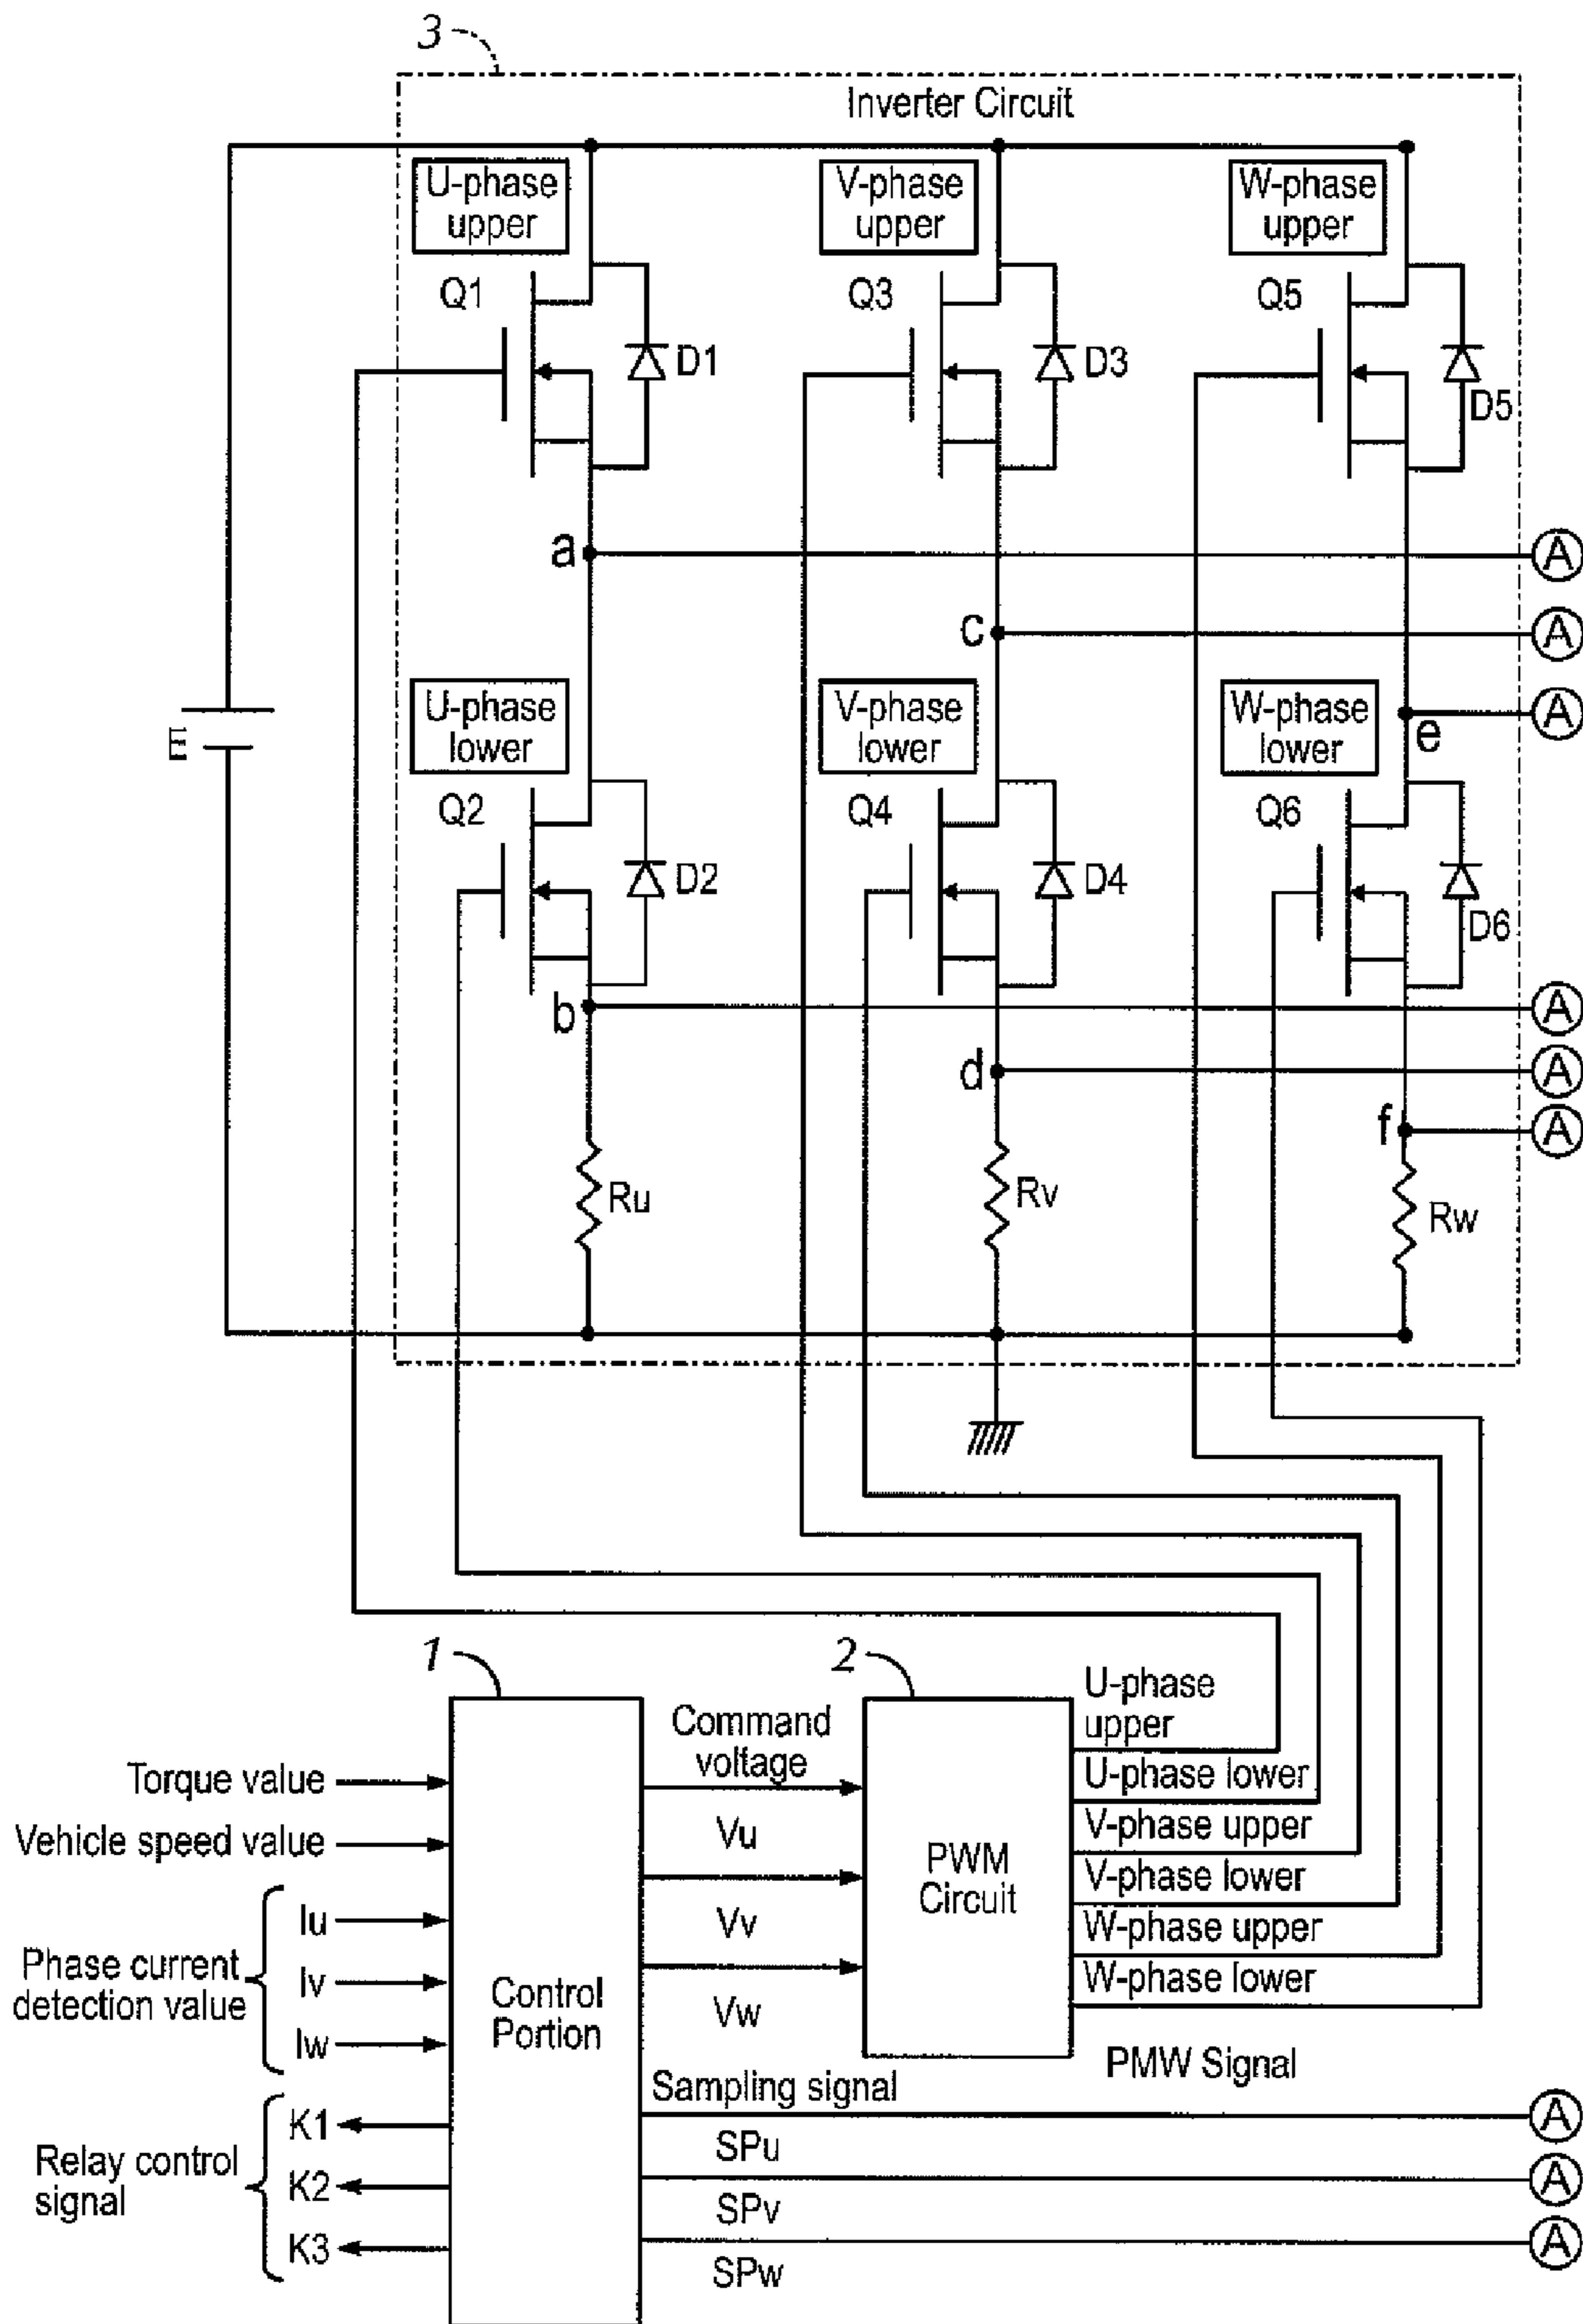 3
Inverter Circuit
U-phase
upper
V-phase
upper
W-phase
upper
Q1
Q3
Q5
D1
D3
D5
a
A
c
A
U-phase
lower
V-phase
lower
W-phase
lower
e
A
E
Q2
Q4
Q6
D2
D4
D6
b
A
d
A
f
A
Ru
Rv
Rw
1
2
U-phase
upper
Command
voltage
Torque value
U-phase lower
Vehicle speed value
Vu
V-phase upper
PWM
Circuit
V-phase lower
Iu
Vv
W-phase upper
Phase current
detection value
Iv
W-phase lower
Control
Portion
Vw
Iw
PMW Signal
Sampling signal
K1
A
SPu
Relay control
signal
K2
A
SPv
K3
A
SPw